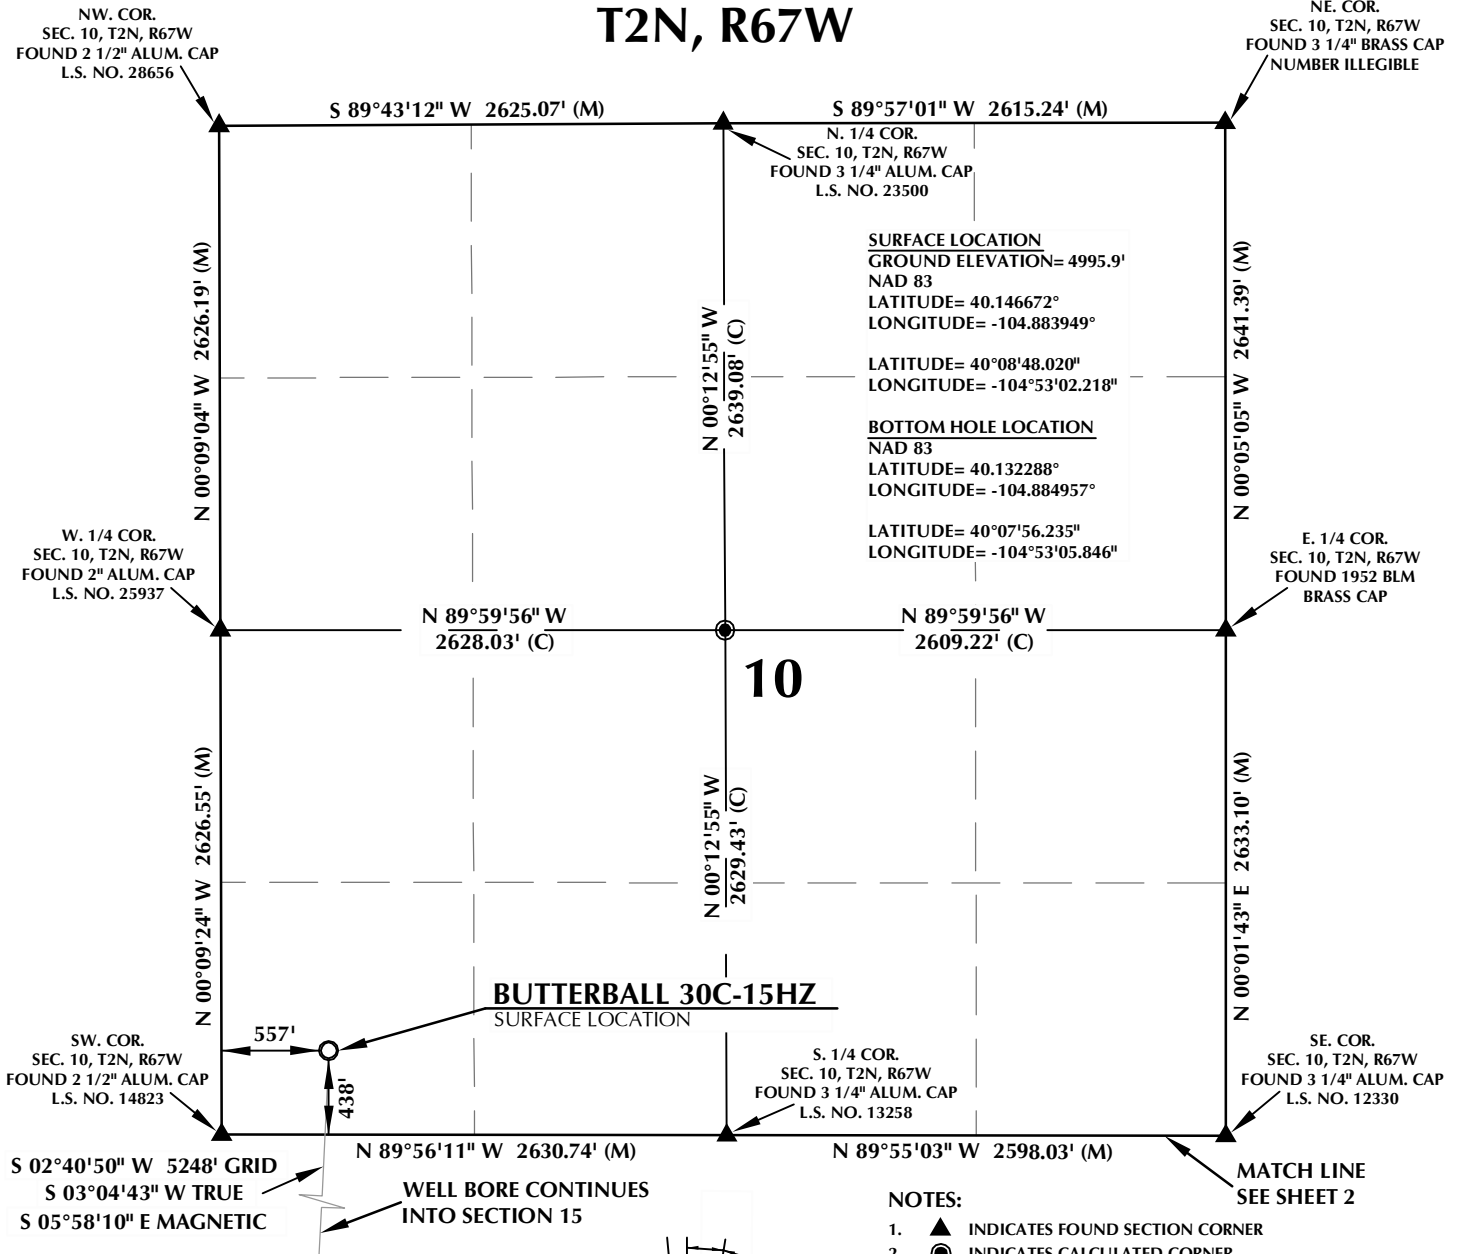 T2N, R67W
NW. COR.
SEC. 10, T2N, R67W
FOUND 2 1/2" ALUM. CAP
L.S. NO. 28656
NE. COR.
SEC. 10, T2N, R67W
FOUND 3 1/4" BRASS CAP
NUMBER ILLEGIBLE
S 89°43'12" W 2625.07' (M)
S 89°57'01" W 2615.24' (M)
N. 1/4 COR.
SEC. 10, T2N, R67W
FOUND 3 1/4" ALUM. CAP
L.S. NO. 23500
SURFACE LOCATION
GROUND ELEVATION= 4995.9'
NAD 83
LATITUDE= 40.146672°
LONGITUDE= -104.883949°
LATITUDE= 40°08'48.020"
LONGITUDE= -104°53'02.218"
BOTTOM HOLE LOCATION
NAD 83
LATITUDE= 40.132288°
LONGITUDE= -104.884957°
LATITUDE= 40°07'56.235"
LONGITUDE= -104°53'05.846"
N 00°09'04" W 2626.19' (M)
N 00°12'55" W
2639.08' (C)
N 00°05'05" W 2641.39' (M)
W. 1/4 COR.
SEC. 10, T2N, R67W
FOUND 2" ALUM. CAP
L.S. NO. 25937
E. 1/4 COR.
SEC. 10, T2N, R67W
FOUND 1952 BLM
BRASS CAP
N 89°59'56" W
2628.03' (C)
N 89°59'56" W
2609.22' (C)
10
N 00°09'24" W 2626.55' (M)
N 00°12'55" W
2629.43' (C)
N 00°01'43" E 2633.10' (M)
BUTTERBALL 30C-15HZ
SURFACE LOCATION
557'
438'
SW. COR.
SEC. 10, T2N, R67W
FOUND 2 1/2" ALUM. CAP
L.S. NO. 14823
S. 1/4 COR.
SEC. 10, T2N, R67W
FOUND 3 1/4" ALUM. CAP
L.S. NO. 13258
SE. COR.
SEC. 10, T2N, R67W
FOUND 3 1/4" ALUM. CAP
L.S. NO. 12330
N 89°56'11" W 2630.74' (M)
N 89°55'03" W 2598.03' (M)
S 02°40'50" W 5248' GRID
S 03°04'43" W TRUE
S 05°58'10" E MAGNETIC
WELL BORE CONTINUES
INTO SECTION 15
MATCH LINE
SEE SHEET 2
NOTES:
1. INDICATES FOUND SECTION CORNER
2. INDICATES CALCULATED CORNER